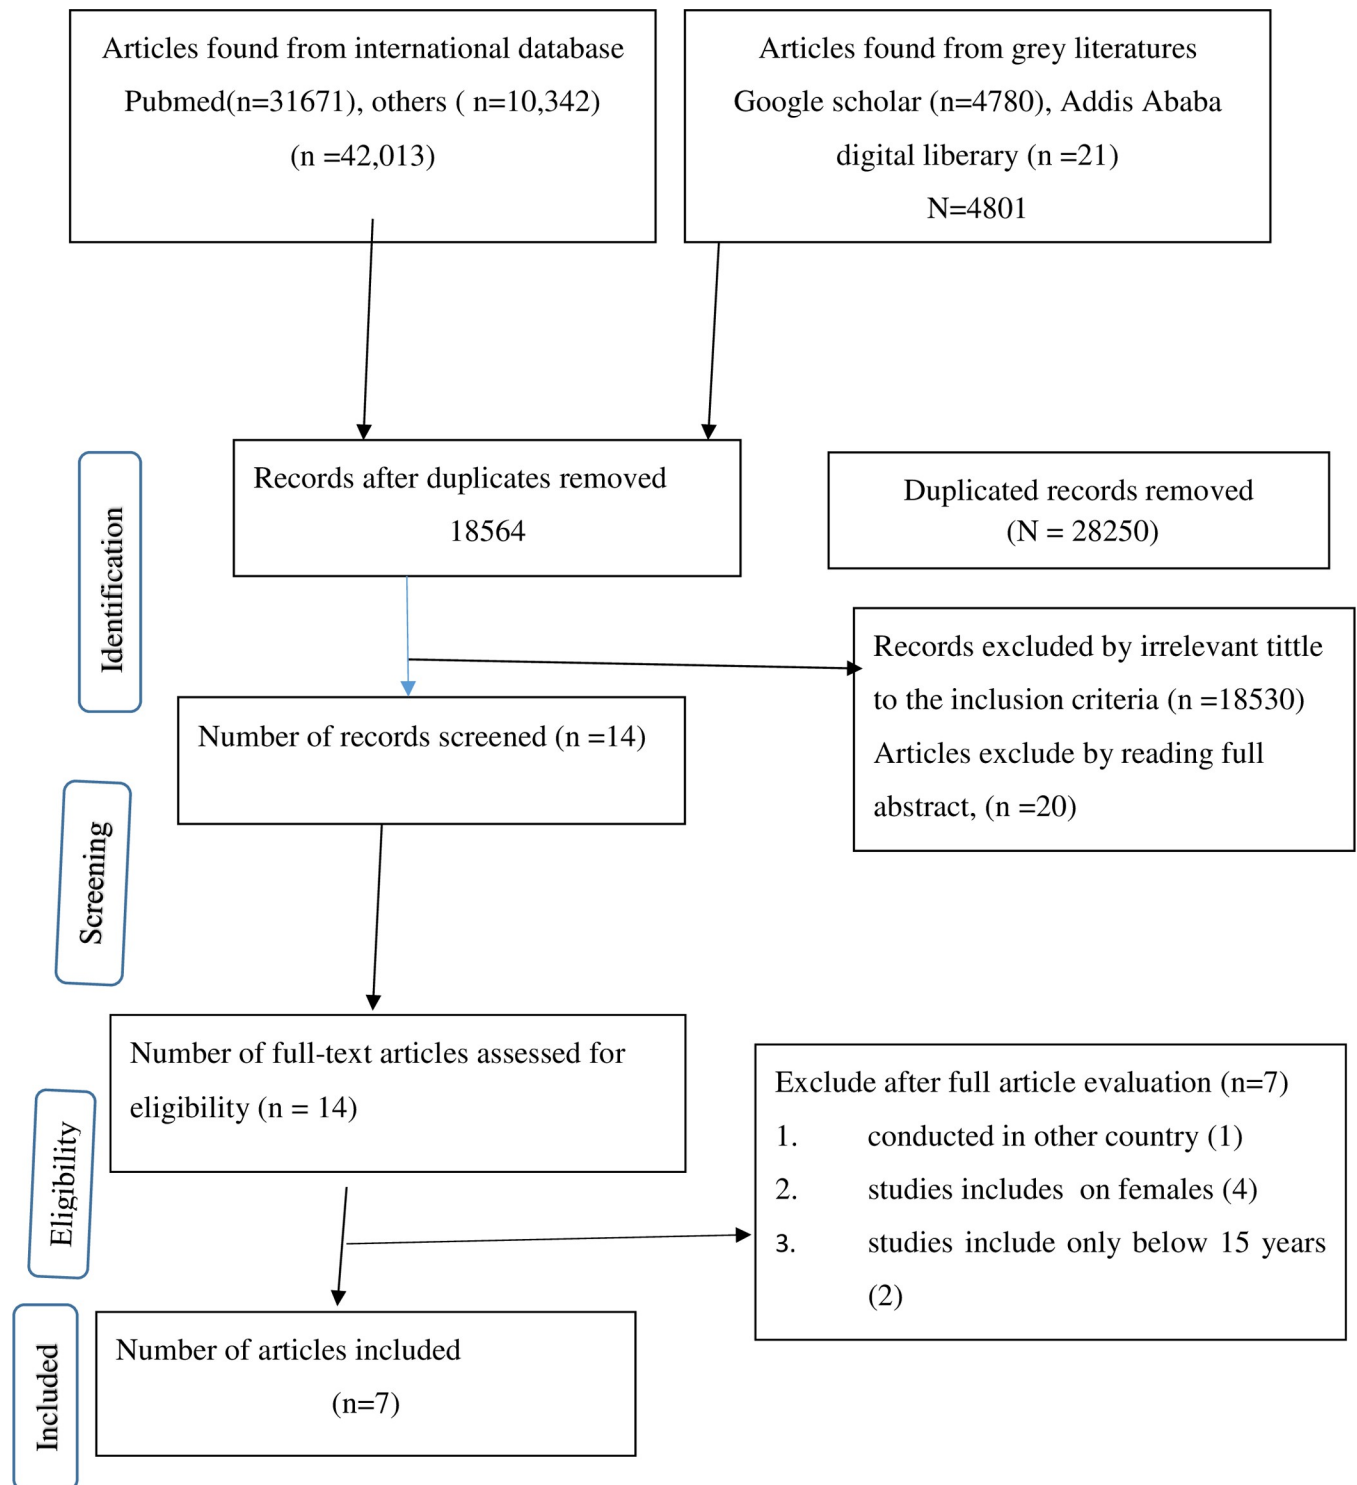 Articles found from international database
Pubmed(n=31671), others ( n=10,342)
(n =42,013)
Articles found from grey literatures
Google scholar (n=4780), Addis Ababa
digital liberary (n =21)
N=4801
Identification
Records after duplicates removed
18564
Duplicated records removed
(N = 28250)
Records excluded by irrelevant tittle
to the inclusion criteria (n =18530)
Articles exclude by reading full
abstract, (n =20)
Number of records screened (n =14)
Screening
Number of full-text articles assessed for
eligibility (n = 14)
Eligibility
Exclude after full article evaluation (n=7)
1. conducted in other country (1)
2. studies includes  on females (4)
3. studies include only below 15 years
(2)
Included
Number of articles included
(n=7)